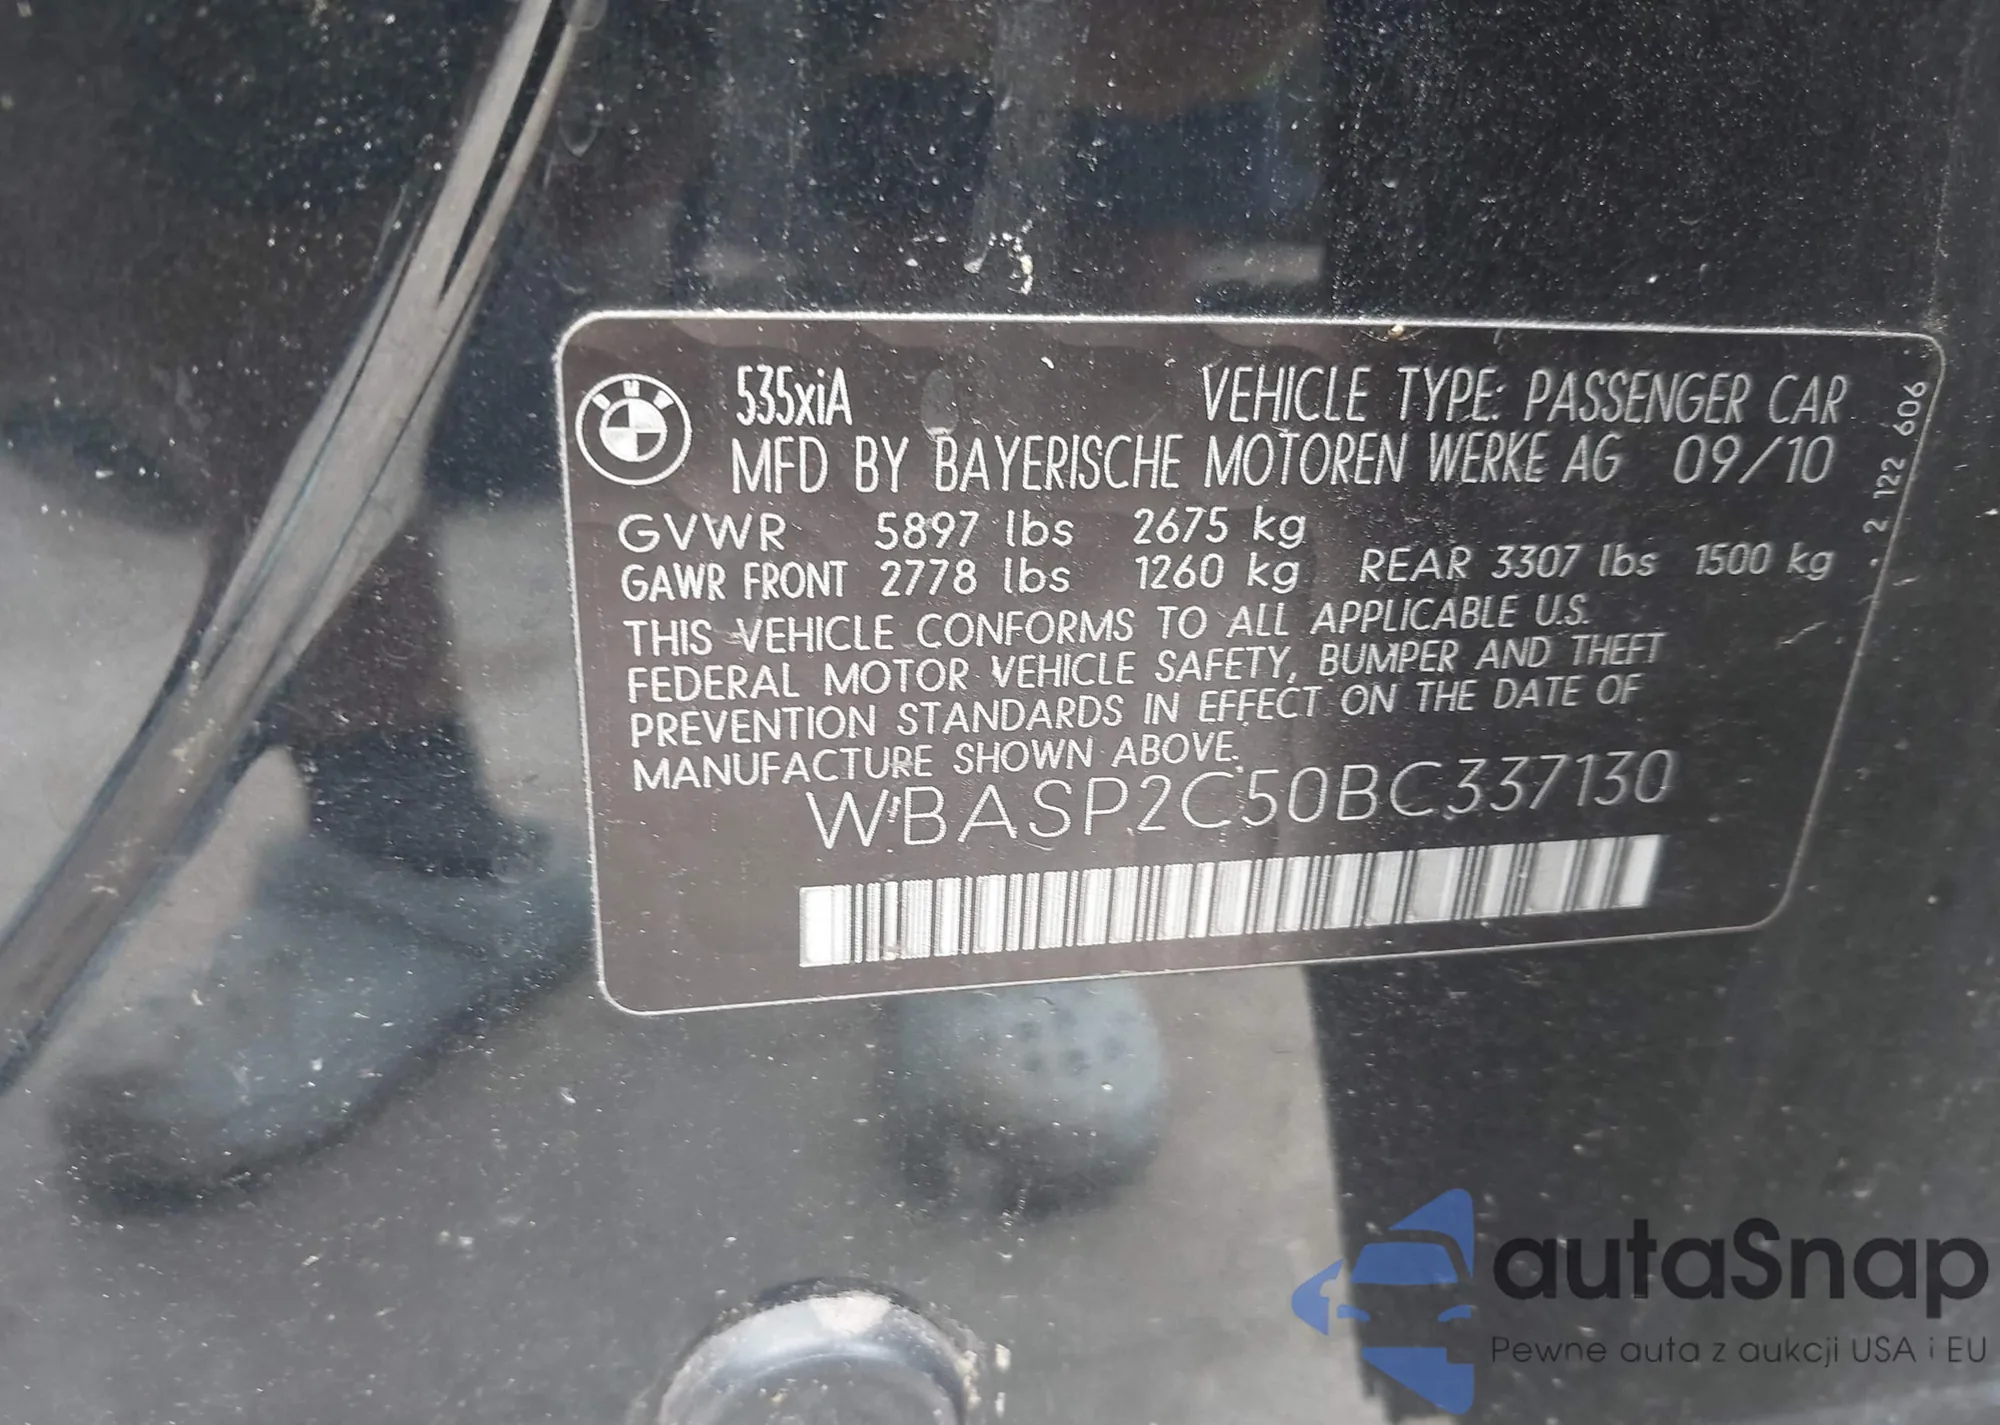 535xiA VEHICLE TYPE: PASSENGER CAR
MFD BY BAYERISCHE MOTOREN WERKE AG 09/10
GVWR 5897 lbs 2675 kg
GAWR FRONT 2778 lbs 1260 kg REAR 3307 lbs 1500 kg
THIS VEHICLE CONFORMS TO ALL APPLICABLE U.S.
FEDERAL MOTOR VEHICLE SAFETY, BUMPER AND THEFT
PREVENTION STANDARDS IN EFFECT ON THE DATE OF
MANUFACTURE SHOWN ABOVE.
WBASP2C50BC337130
2 122 606
BMW
autaSnap
Pewne auta z aukcji USA i EU